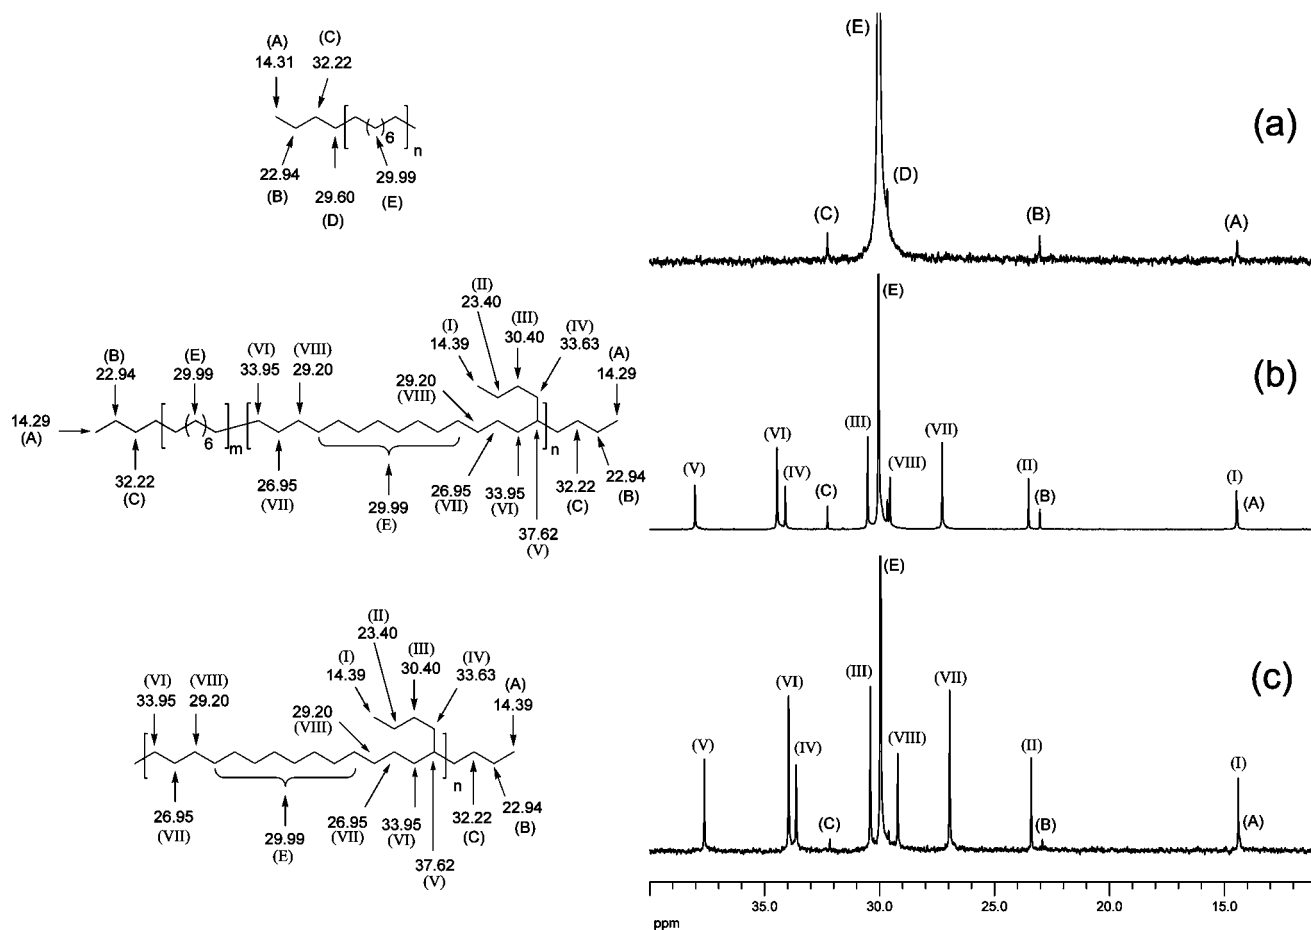 (A)
14.31
(C)
32.22
6
n
22.94
(B)
29.60
(D)
29.99
(E)
(E)
(D)
(C)
(B)
(A)
(a)
(B)
22.94
(E)
29.99
(VI)
33.95
(VIII)
29.20
(I)
14.39
(II)
23.40
(III)
30.40
(IV)
33.63
(A)
14.29
29.20
(VIII)
14.29
(A)
6
m
n
32.22
(C)
26.95
(VII)
29.99
(E)
26.95
(VII)
33.95
(VI)
37.62
(V)
32.22
(C)
22.94
(B)
(E)
(V)
(VI)
(IV)
(C)
(III)
(VIII)
(VII)
(II)
(B)
(I)
(A)
(b)
(VI)
33.95
(VIII)
29.20
(I)
14.39
(II)
23.40
(III)
30.40
(IV)
33.63
(A)
14.39
29.20
(VIII)
n
26.95
(VII)
29.99
(E)
26.95
(VII)
33.95
(VI)
37.62
(V)
32.22
(C)
22.94
(B)
(E)
(V)
(VI)
(IV)
(C)
(III)
(VIII)
(VII)
(II)
(B)
(I)
(A)
(c)
35.0 30.0 25.0 20.0 15.0
ppm